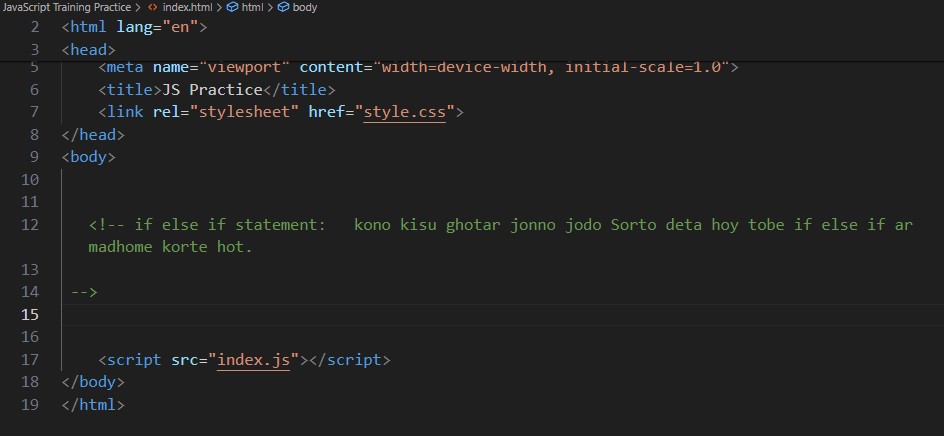 JavaScript Training Practice > index.html > html > body
2 <html lang="en">
3 <head>
5 <meta name="viewport" content="width=device-width, initial-scale=1.0">
6 <title>JS Practice</title>
7 <link rel="stylesheet" href="style.css">
8 </head>
9 <body>
10
11
12 <!-- if else if statement:   kono kisu ghotar jonno jodo Sorto deta hoy tobe if else if ar
madhome korte hot.
13
14 -->
15
16
17 <script src="index.js"></script>
18 </body>
19 </html>